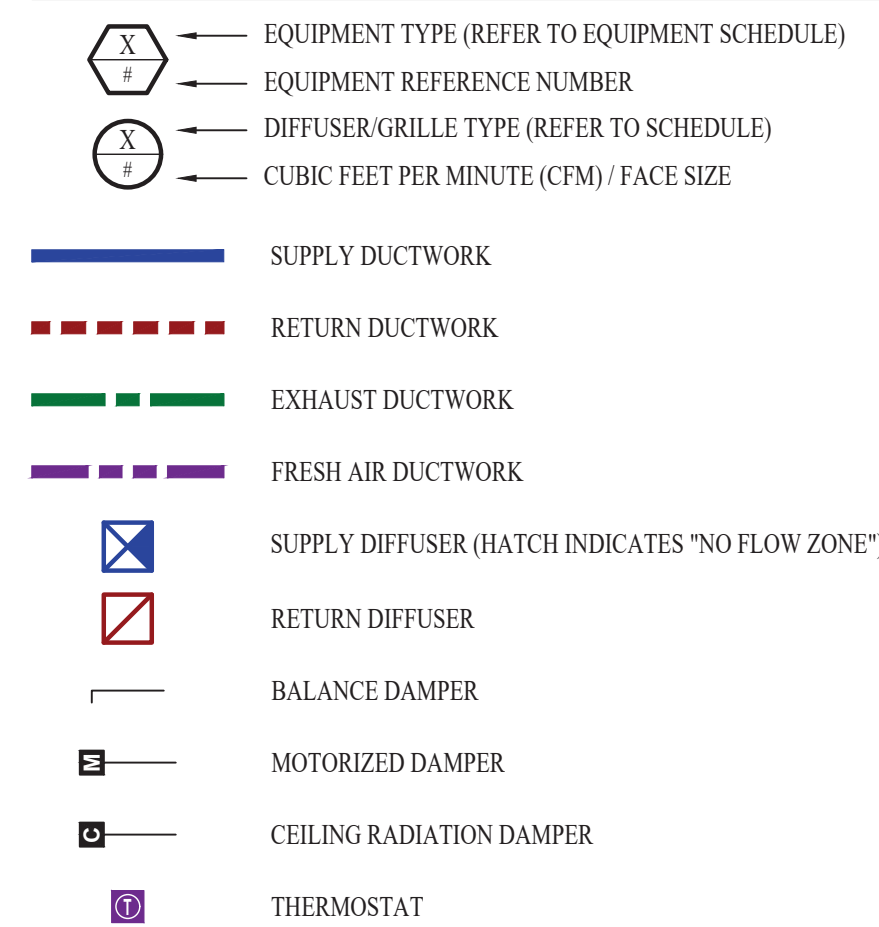 X
#
EQUIPMENT TYPE (REFER TO EQUIPMENT SCHEDULE)
EQUIPMENT REFERENCE NUMBER
X
#
DIFFUSER/GRILLE TYPE (REFER TO SCHEDULE)
CUBIC FEET PER MINUTE (CFM) / FACE SIZE
SUPPLY DUCTWORK
RETURN DUCTWORK
EXHAUST DUCTWORK
FRESH AIR DUCTWORK
SUPPLY DIFFUSER (HATCH INDICATES "NO FLOW ZONE")
RETURN DIFFUSER
BALANCE DAMPER
M MOTORIZED DAMPER
C CEILING RADIATION DAMPER
T THERMOSTAT